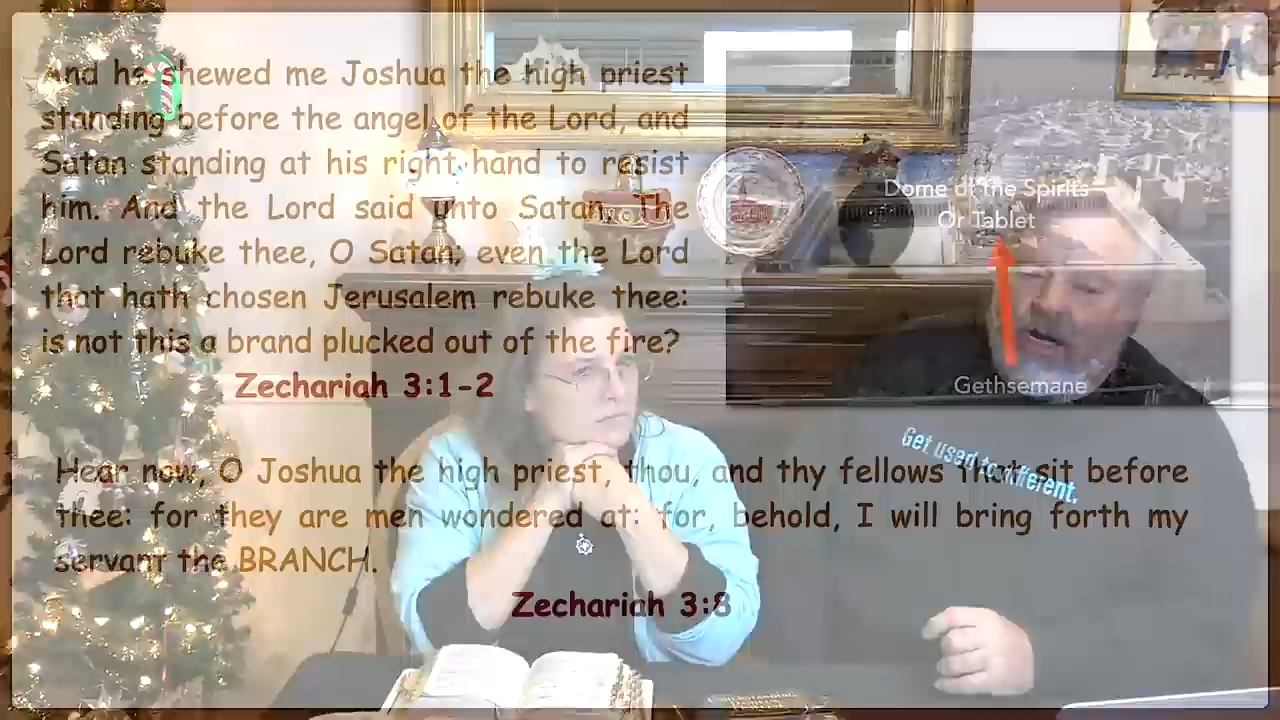 And he shewed me Joshua the high priest
standing before the angel of the Lord, and
Satan standing at his right hand to resist
him. And the Lord said unto Satan, The
Lord rebuke thee, O Satan; even the Lord
that hath chosen Jerusalem rebuke thee:
is not this a brand plucked out of the fire?
Zechariah 3:1-2
Dome of the Spirits
Or Tablet
Gethsemane
Get used to different.
Hear now, O Joshua the high priest, thou, and thy fellows that sit before
thee: for they are men wondered at: for, behold, I will bring forth my
servant the BRANCH.
Zechariah 3:8